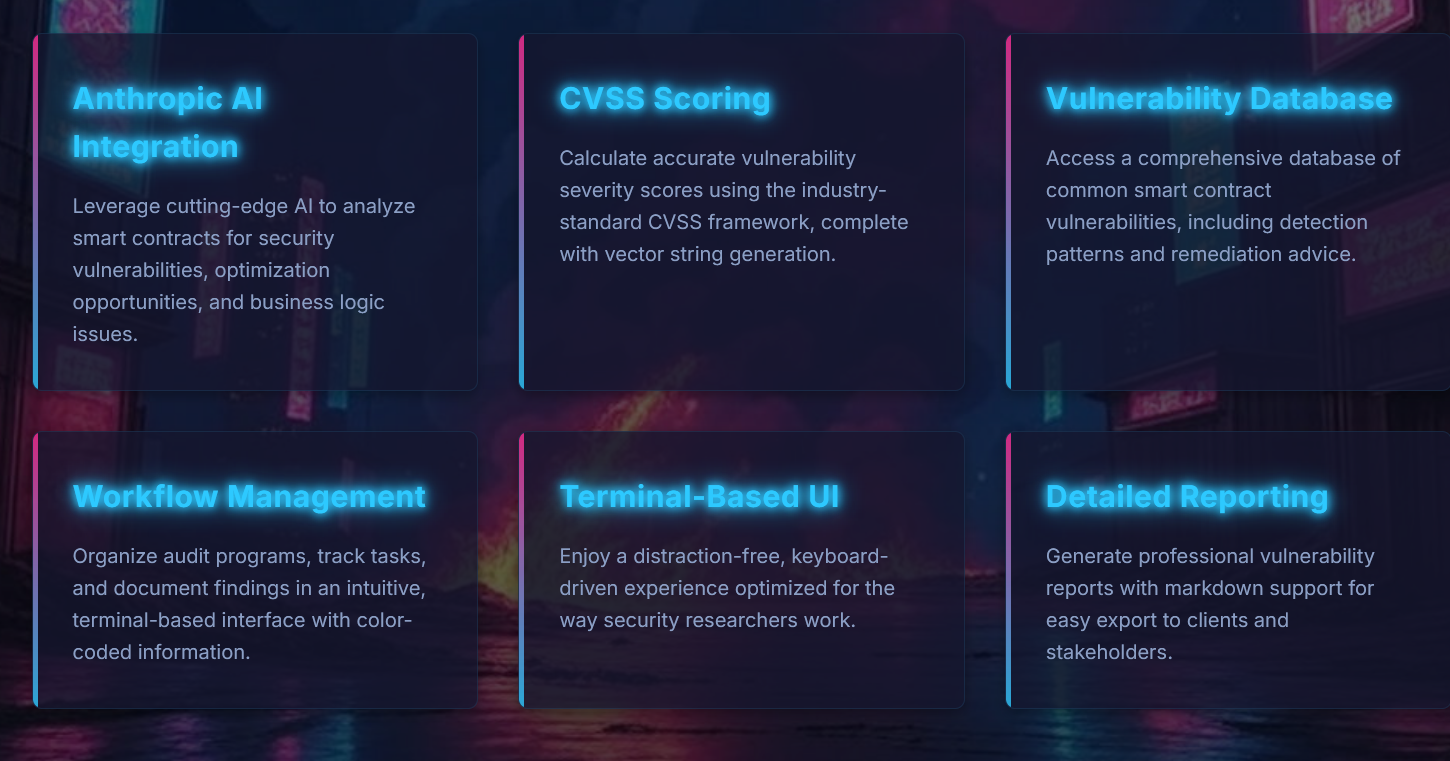 Anthropic AI
Integration
Leverage cutting-edge AI to analyze
smart contracts for security
vulnerabilities, optimization
opportunities, and business logic
issues.
CVSS Scoring
Calculate accurate vulnerability
severity scores using the industry-
standard CVSS framework, complete
with vector string generation.
Vulnerability Database
Access a comprehensive database of
common smart contract
vulnerabilities, including detection
patterns and remediation advice.
Workflow Management
Organize audit programs, track tasks,
and document findings in an intuitive,
terminal-based interface with color-
coded information.
Terminal-Based UI
Enjoy a distraction-free, keyboard-
driven experience optimized for the
way security researchers work.
Detailed Reporting
Generate professional vulnerability
reports with markdown support for
easy export to clients and
stakeholders.